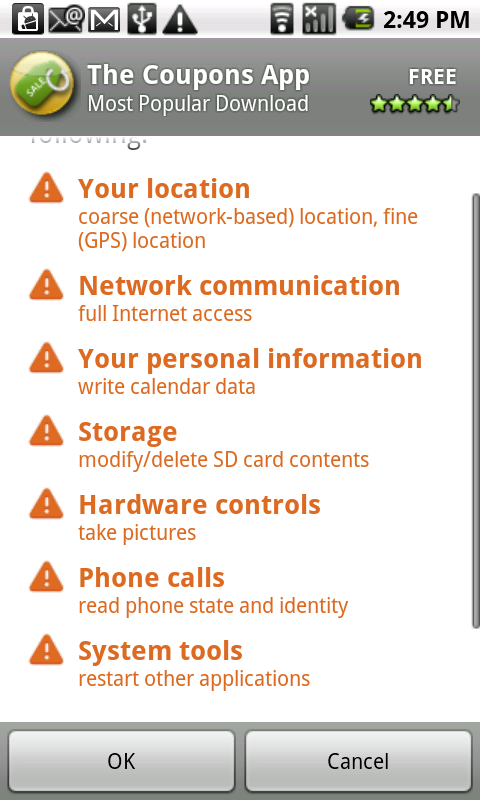 2:49 PM
The Coupons App
FREE
Most Popular Download
SALE
following:
Your location
coarse (network-based) location, fine
(GPS) location
Network communication
full Internet access
Your personal information
write calendar data
Storage
modify/delete SD card contents
Hardware controls
take pictures
Phone calls
read phone state and identity
System tools
restart other applications
OK
Cancel